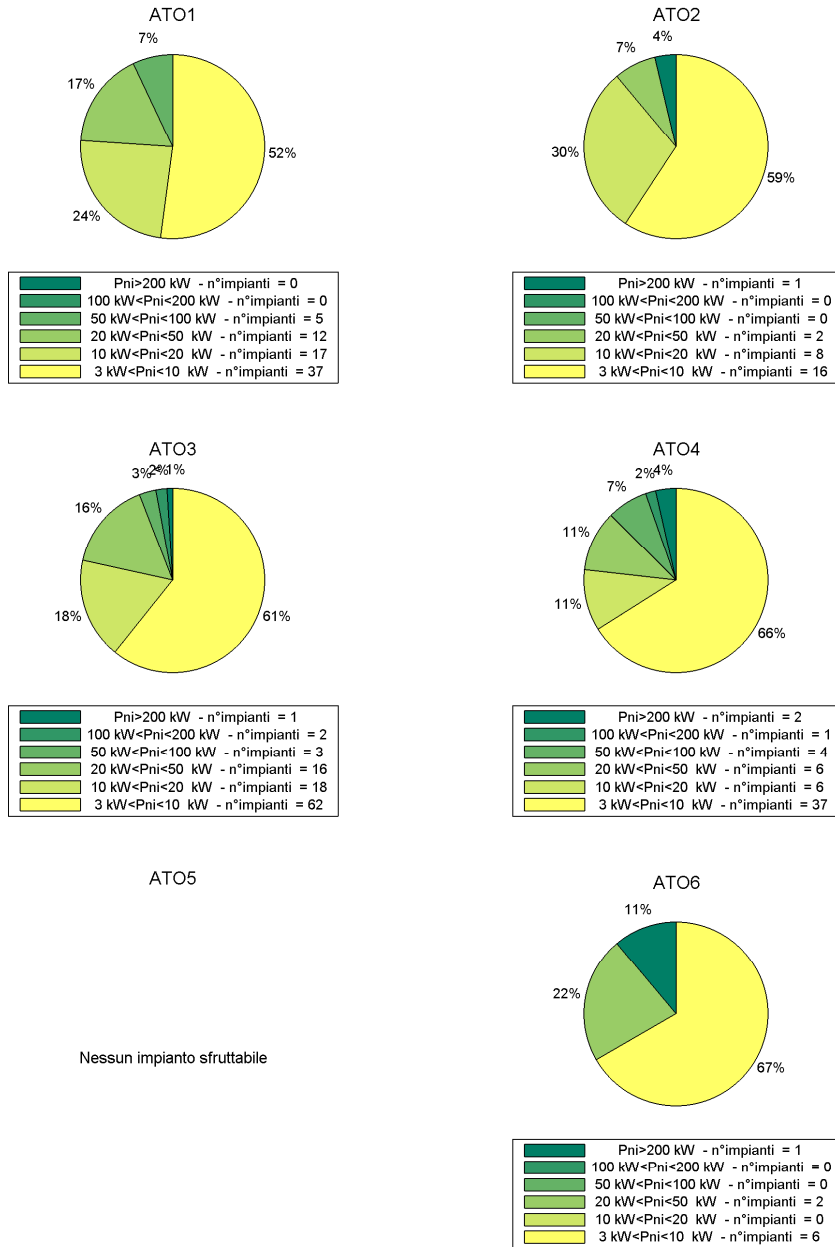 ATO1
7%
17%
52%
24%
Pni>200 kW - n°impianti = 0
100 kW<Pni<200 kW - n°impianti = 0
50 kW<Pni<100 kW - n°impianti = 5
20 kW<Pni<50 kW - n°impianti = 12
10 kW<Pni<20 kW - n°impianti = 17
3 kW<Pni<10 kW - n°impianti = 37
ATO2
4%
7%
30%
59%
Pni>200 kW - n°impianti = 1
100 kW<Pni<200 kW - n°impianti = 0
50 kW<Pni<100 kW - n°impianti = 0
20 kW<Pni<50 kW - n°impianti = 2
10 kW<Pni<20 kW - n°impianti = 8
3 kW<Pni<10 kW - n°impianti = 16
ATO3
3%
2%
1%
16%
18%
61%
Pni>200 kW - n°impianti = 1
100 kW<Pni<200 kW - n°impianti = 2
50 kW<Pni<100 kW - n°impianti = 3
20 kW<Pni<50 kW - n°impianti = 16
10 kW<Pni<20 kW - n°impianti = 18
3 kW<Pni<10 kW - n°impianti = 62
ATO4
2%
4%
7%
11%
11%
66%
Pni>200 kW - n°impianti = 2
100 kW<Pni<200 kW - n°impianti = 1
50 kW<Pni<100 kW - n°impianti = 4
20 kW<Pni<50 kW - n°impianti = 6
10 kW<Pni<20 kW - n°impianti = 6
3 kW<Pni<10 kW - n°impianti = 37
ATO5
Nessun impianto sfruttabile
ATO6
11%
22%
67%
Pni>200 kW - n°impianti = 1
100 kW<Pni<200 kW - n°impianti = 0
50 kW<Pni<100 kW - n°impianti = 0
20 kW<Pni<50 kW - n°impianti = 2
10 kW<Pni<20 kW - n°impianti = 0
3 kW<Pni<10 kW - n°impianti = 6